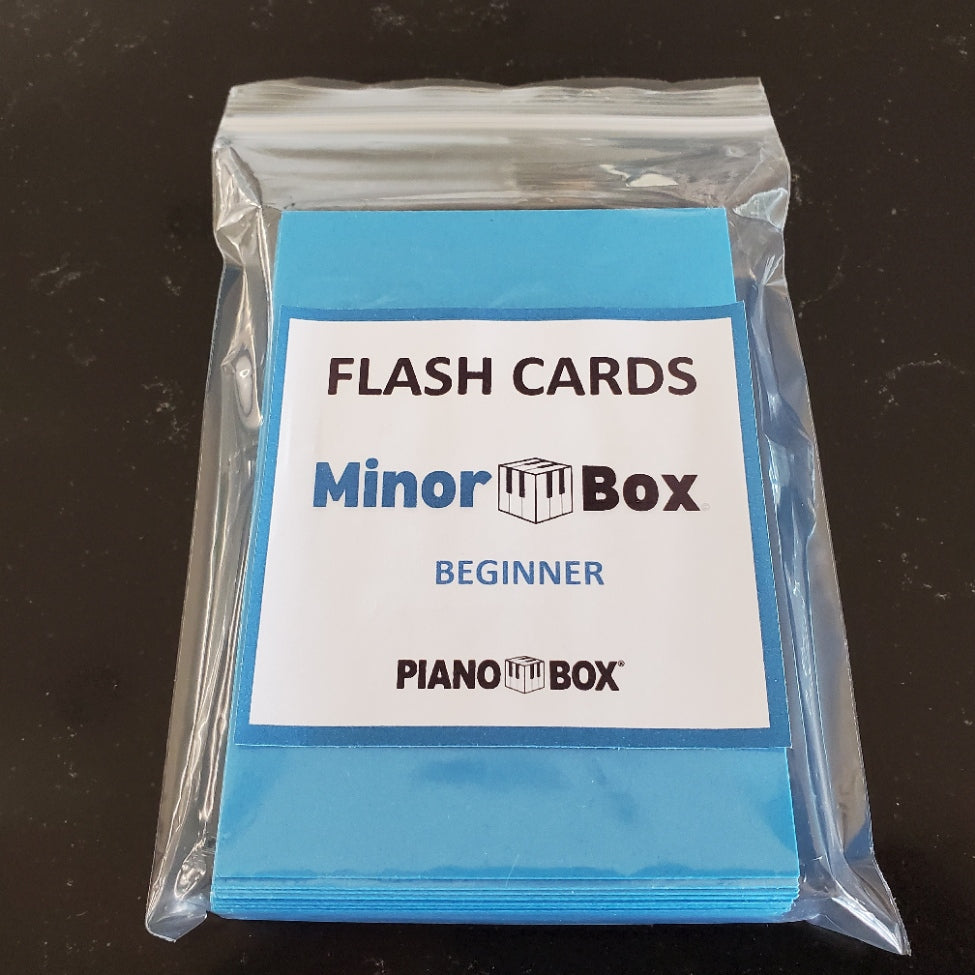 FLASH CARDS
Minor Box ©
BEGINNER
PIANO BOX®